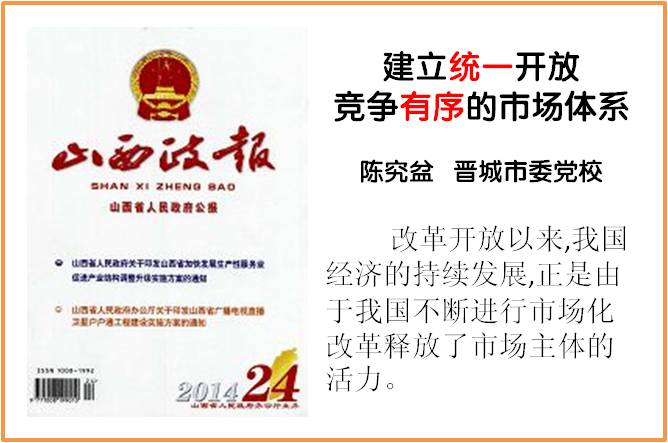 山西政报
SHAN XI ZHENG BAO
山西省人民政府公报
山西省人民政府关于印发山西省加快发展生产性服务业
促进产业结构调整升级实施方案的通知
山西省人民政府办公厅关于印发山西省广播电视直播
卫星户户通工程建设实施方案的通知
ISSN 1008-1992
24
2014 24
山西省人民政府办公厅主办
建立统一开放
竞争有序的市场体系
陈究盆 晋城市委党校
改革开放以来,我国
经济的持续发展,正是由
于我国不断进行市场化
改革释放了市场主体的
活力。